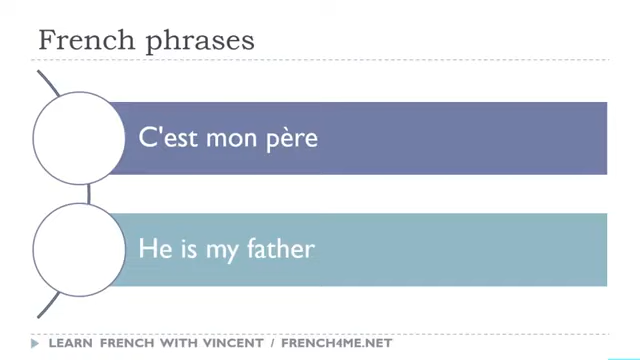 French phrases
C'est mon père
He is my father
LEARN FRENCH WITH VINCENT / FRENCH4ME.NET